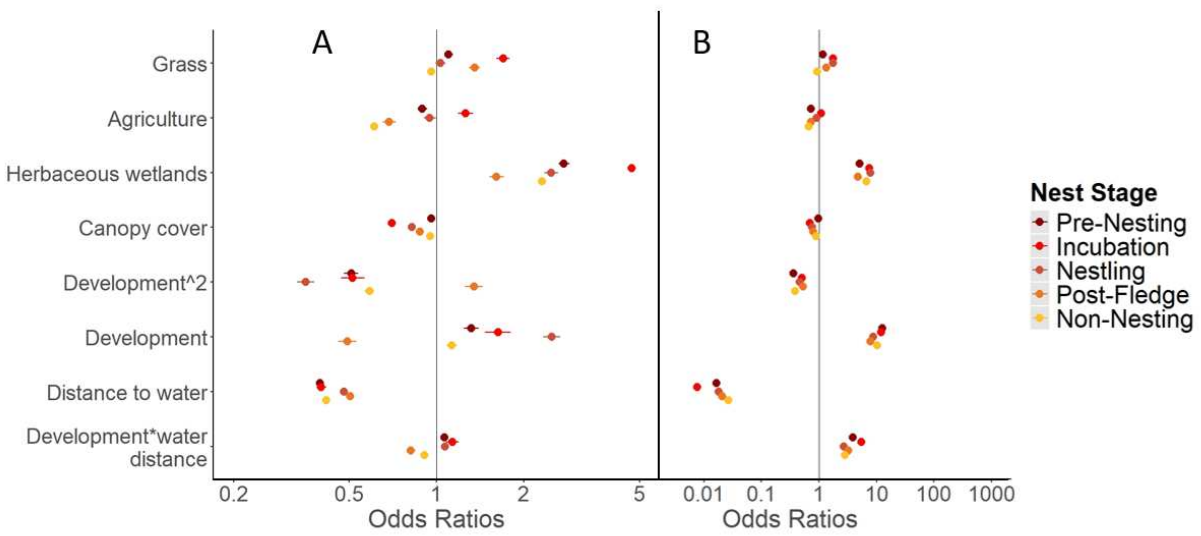 A
B
Grass
Agriculture
Herbaceous wetlands
Canopy cover
Development^2
Development
Distance to water
Development*water
distance
0.2 0.5 1 2 5
Odds Ratios
0.01 0.1 1 10 100 1000
Odds Ratios
Nest Stage
Pre-Nesting
Incubation
Nestling
Post-Fledge
Non-Nesting